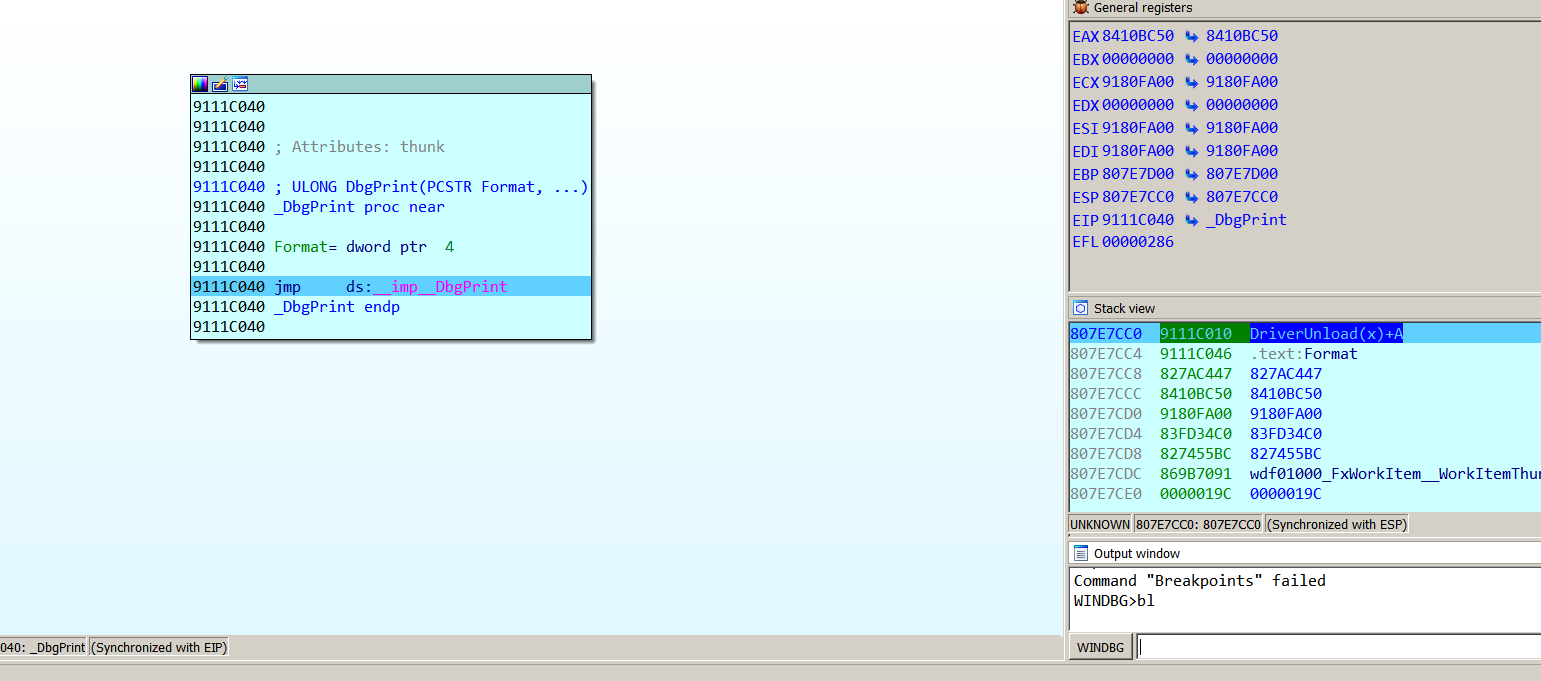 General registers
EAX 8410BC50 8410BC50
EBX 00000000 00000000
ECX 9180FA00 9180FA00
EDX 00000000 00000000
ESI 9180FA00 9180FA00
EDI 9180FA00 9180FA00
EBP 807E7D00 807E7D00
ESP 807E7CC0 807E7CC0
EIP 9111C040 _DbgPrint
EFL 00000286
9111C040
9111C040
9111C040 ; Attributes: thunk
9111C040
9111C040 ; ULONG DbgPrint(PCSTR Format, ...)
9111C040 _DbgPrint proc near
9111C040
9111C040 Format= dword ptr  4
9111C040
9111C040 jmp     ds:__imp__DbgPrint
9111C040 _DbgPrint endp
9111C040
Stack view
807E7CC0 9111C010 DriverUnload(x)+A
807E7CC4 9111C046 .text:Format
807E7CC8 827AC447 827AC447
807E7CCC 8410BC50 8410BC50
807E7CD0 9180FA00 9180FA00
807E7CD4 83FD34C0 83FD34C0
807E7CD8 827455BC 827455BC
807E7CDC 869B7091 wdf01000_FxWorkItem__WorkItemThu
807E7CE0 0000019C 0000019C
UNKNOWN 807E7CC0: 807E7CC0 (Synchronized with ESP)
Output window
Command "Breakpoints" failed
WINDBG>bl
WINDBG
040: _DbgPrint (Synchronized with EIP)